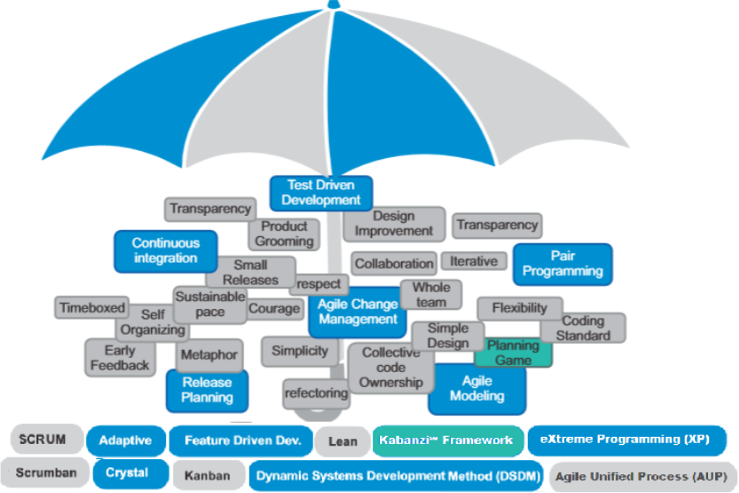 Test Driven
Development
Transparency
Product
Grooming
Design
Improvement
Transparency
Continuous
integration
Small
Releases
Collaboration
Iterative
Pair
Programming
respect
Whole
team
Timeboxed
Self
Organizing
Sustainable
pace
Courage
Agile Change
Management
Flexibility
Coding
Standard
Simple
Design
Early
Feedback
Metaphor
Simplicity
Collective
code
Ownership
Planning
Game
Release
Planning
refectoring
Agile
Modeling
SCRUM
Adaptive
Feature Driven Dev.
Lean
Kabanzi℠ Framework
eXtreme Programming (XP)
Scrumban
Crystal
Kanban
Dynamic Systems Development Method (DSDM)
Agile Unified Process (AUP)